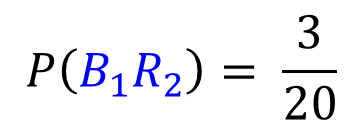 P(B₁R₂) = 3/20